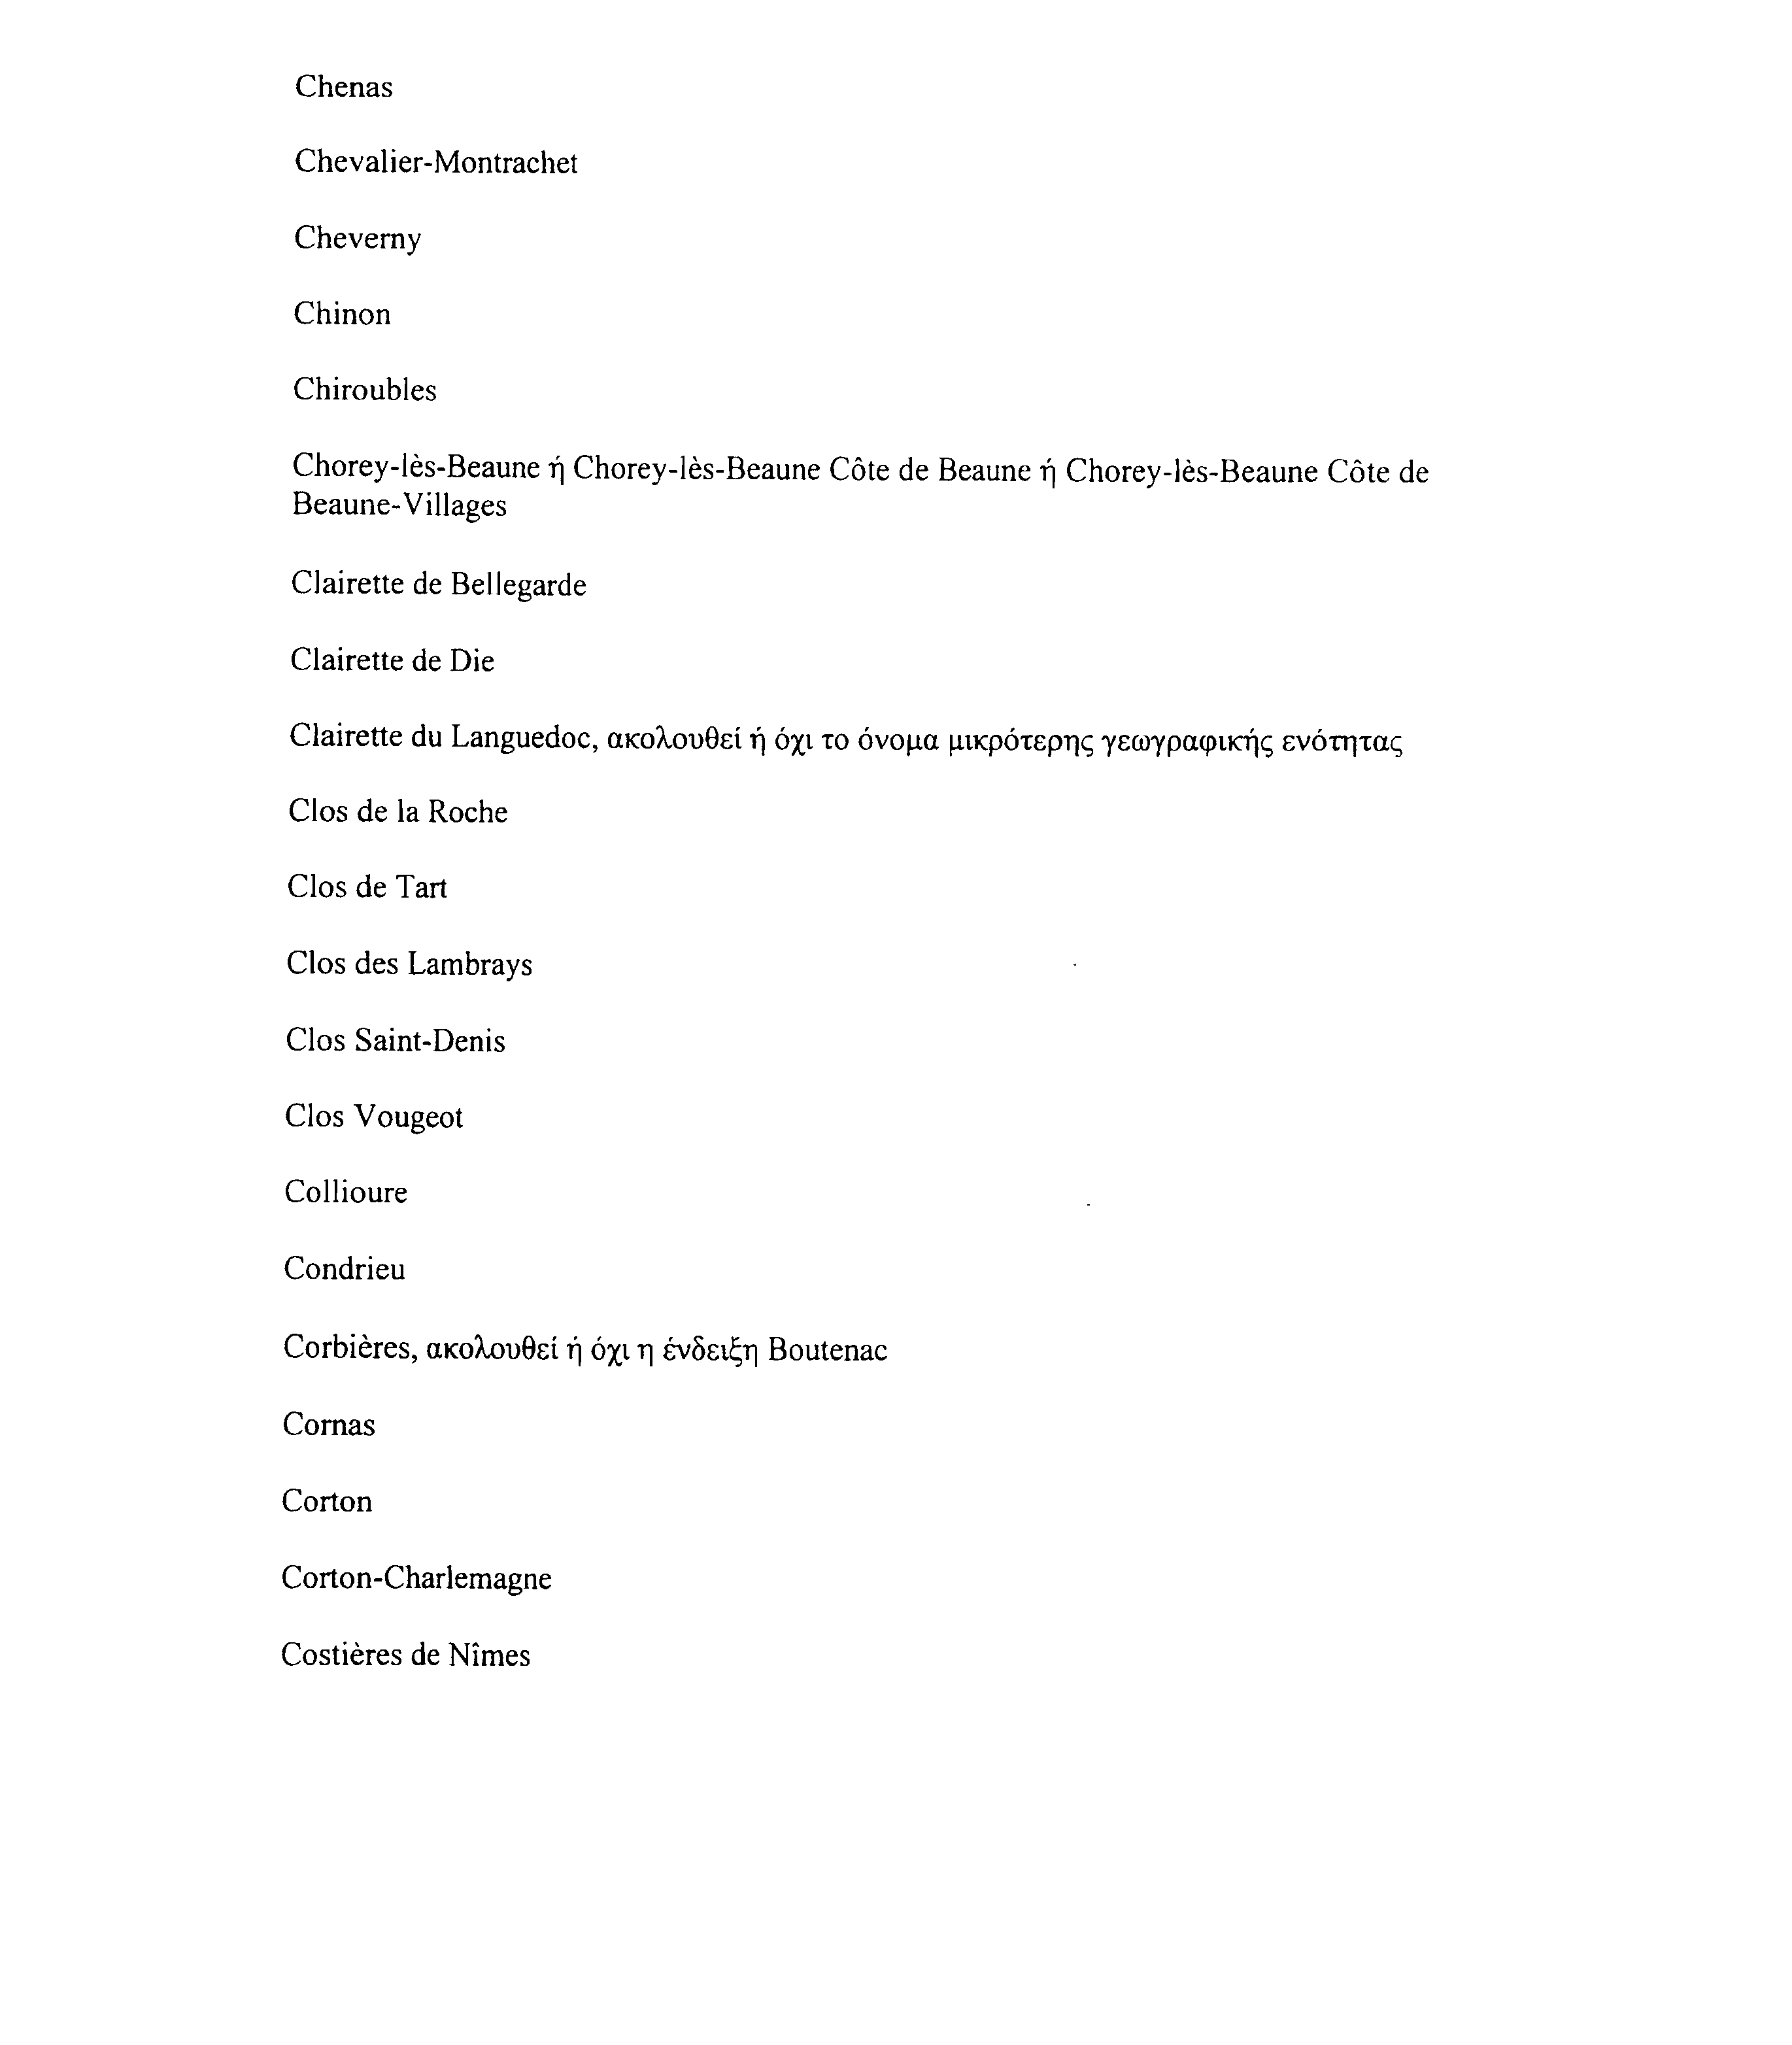 Chenas
Chevalier-Montrachet
Cheverny
Chinon
Chiroubles
Chorey-lès-Beaune ή Chorey-lès-Beaune Côte de Beaune ή Chorey-lès-Beaune Côte de
Beaune-Villages
Clairette de Bellegarde
Clairette de Die
Clairette du Languedoc, ακολουθεί ή όχι το όνομα μικρότερης γεωγραφικής ενότητας
Clos de la Roche
Clos de Tart
Clos des Lambrays
Clos Saint-Denis
Clos Vougeot
Collioure
Condrieu
Corbières, ακολουθεί ή όχι η ένδειξη Boutenac
Cornas
Corton
Corton-Charlemagne
Costières de Nîmes